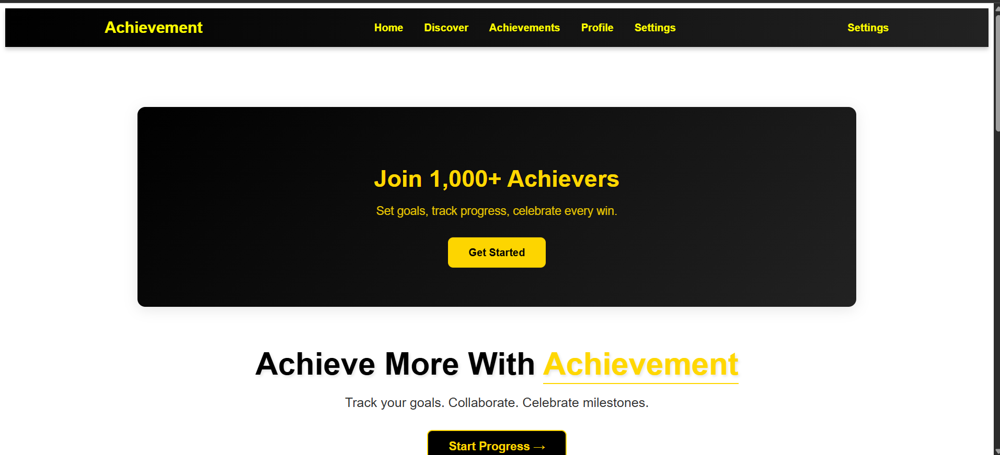 Achievement Home Discover Achievements Profile Settings Settings
Join 1,000+ Achievers
Set goals, track progress, celebrate every win.
Get Started
Achieve More With Achievement
Track your goals. Collaborate. Celebrate milestones.
Start Progress →